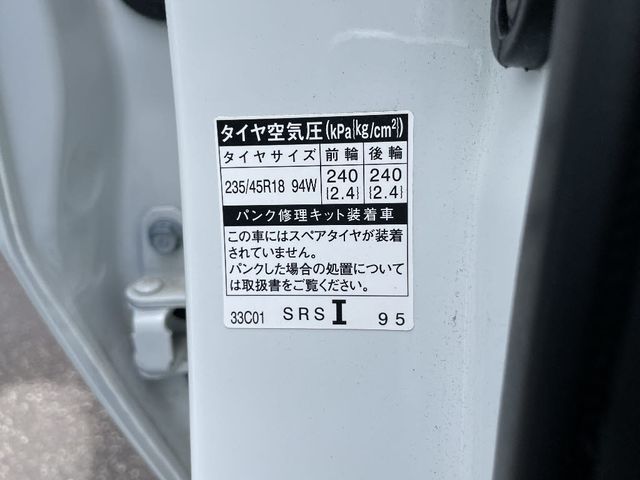 タイヤ空気圧(kPa{kg/cm²})
タイヤサイズ 前輪 後輪
235/45R18 94W 240 {2.4} 240 {2.4}
パンク修理キット装着車
この車にはスペアタイヤが装着
されていません。
パンクした場合の処置について
は取扱書をご覧ください。
33C01 SRS I 95